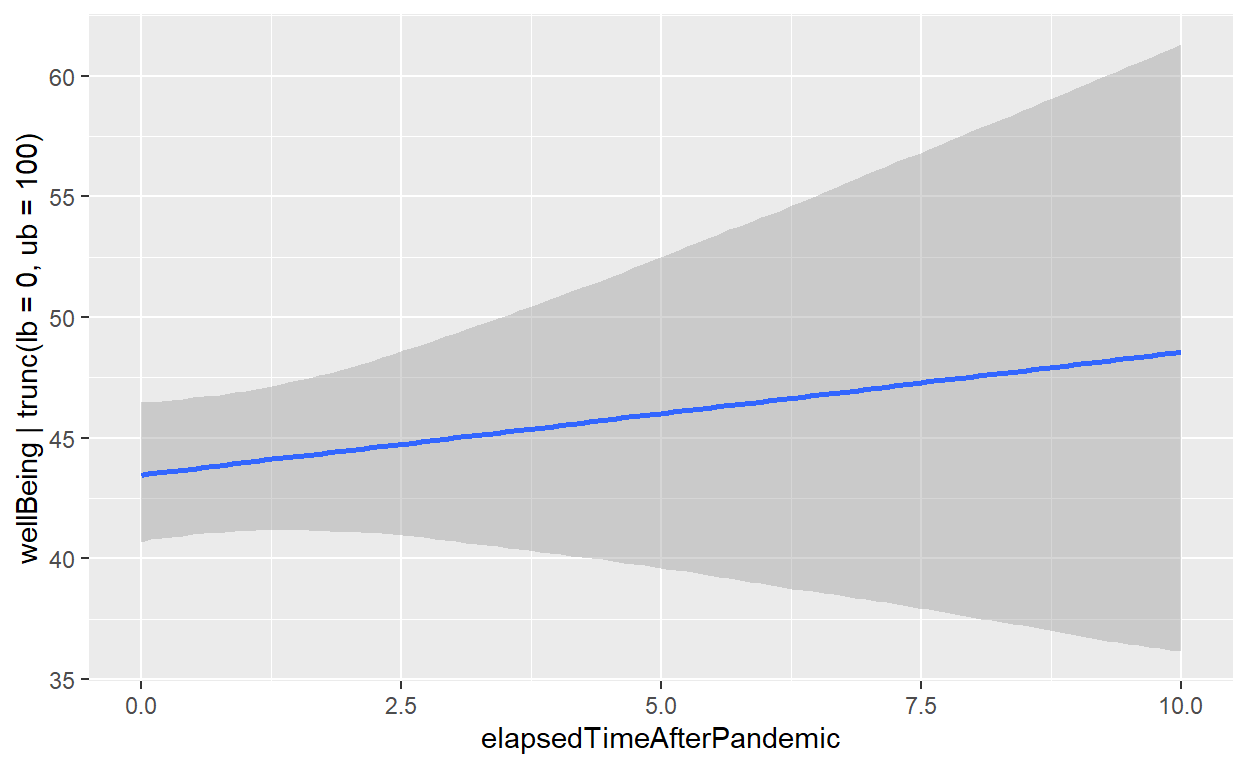 wellBeing | trunc(lb = 0, ub = 100)
60
55
50
45
40
35
0.0 2.5 5.0 7.5 10.0
elapsedTimeAfterPandemic